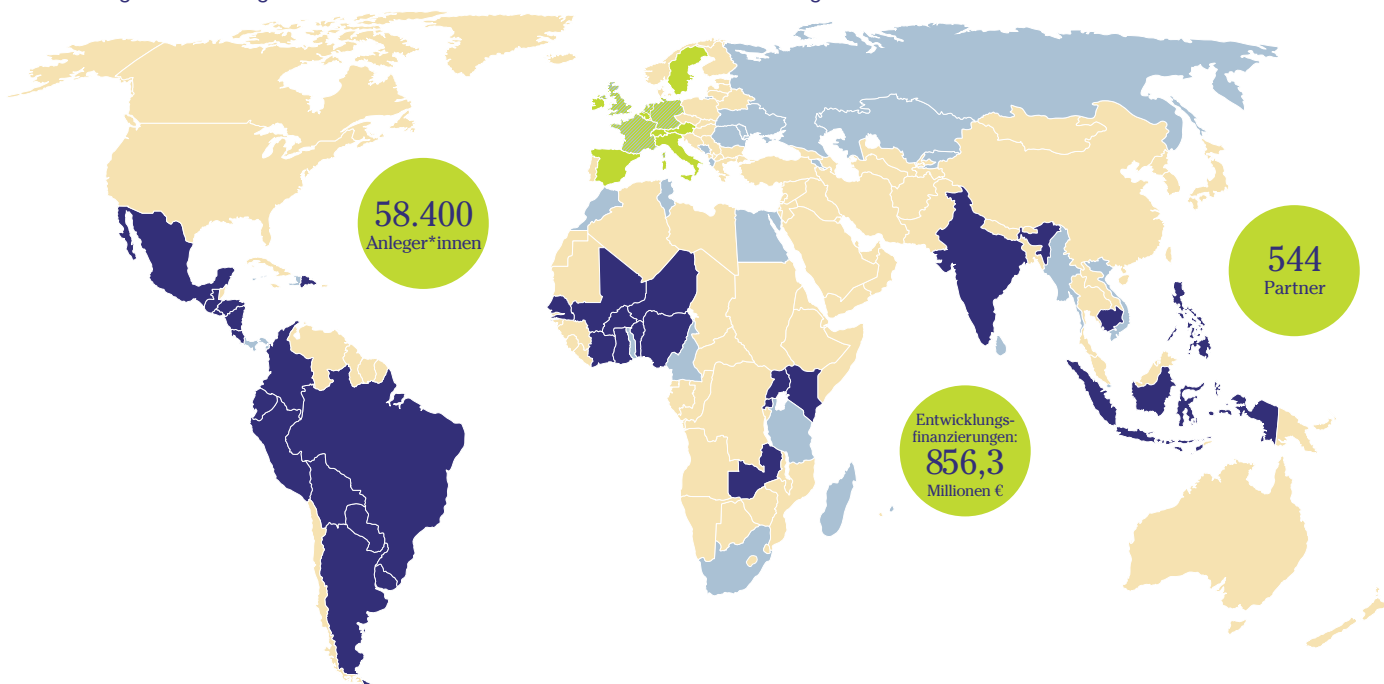 58.400
Anleger*innen
544
Partner
Entwicklungs-
finanzierungen:
856,3
Millionen €